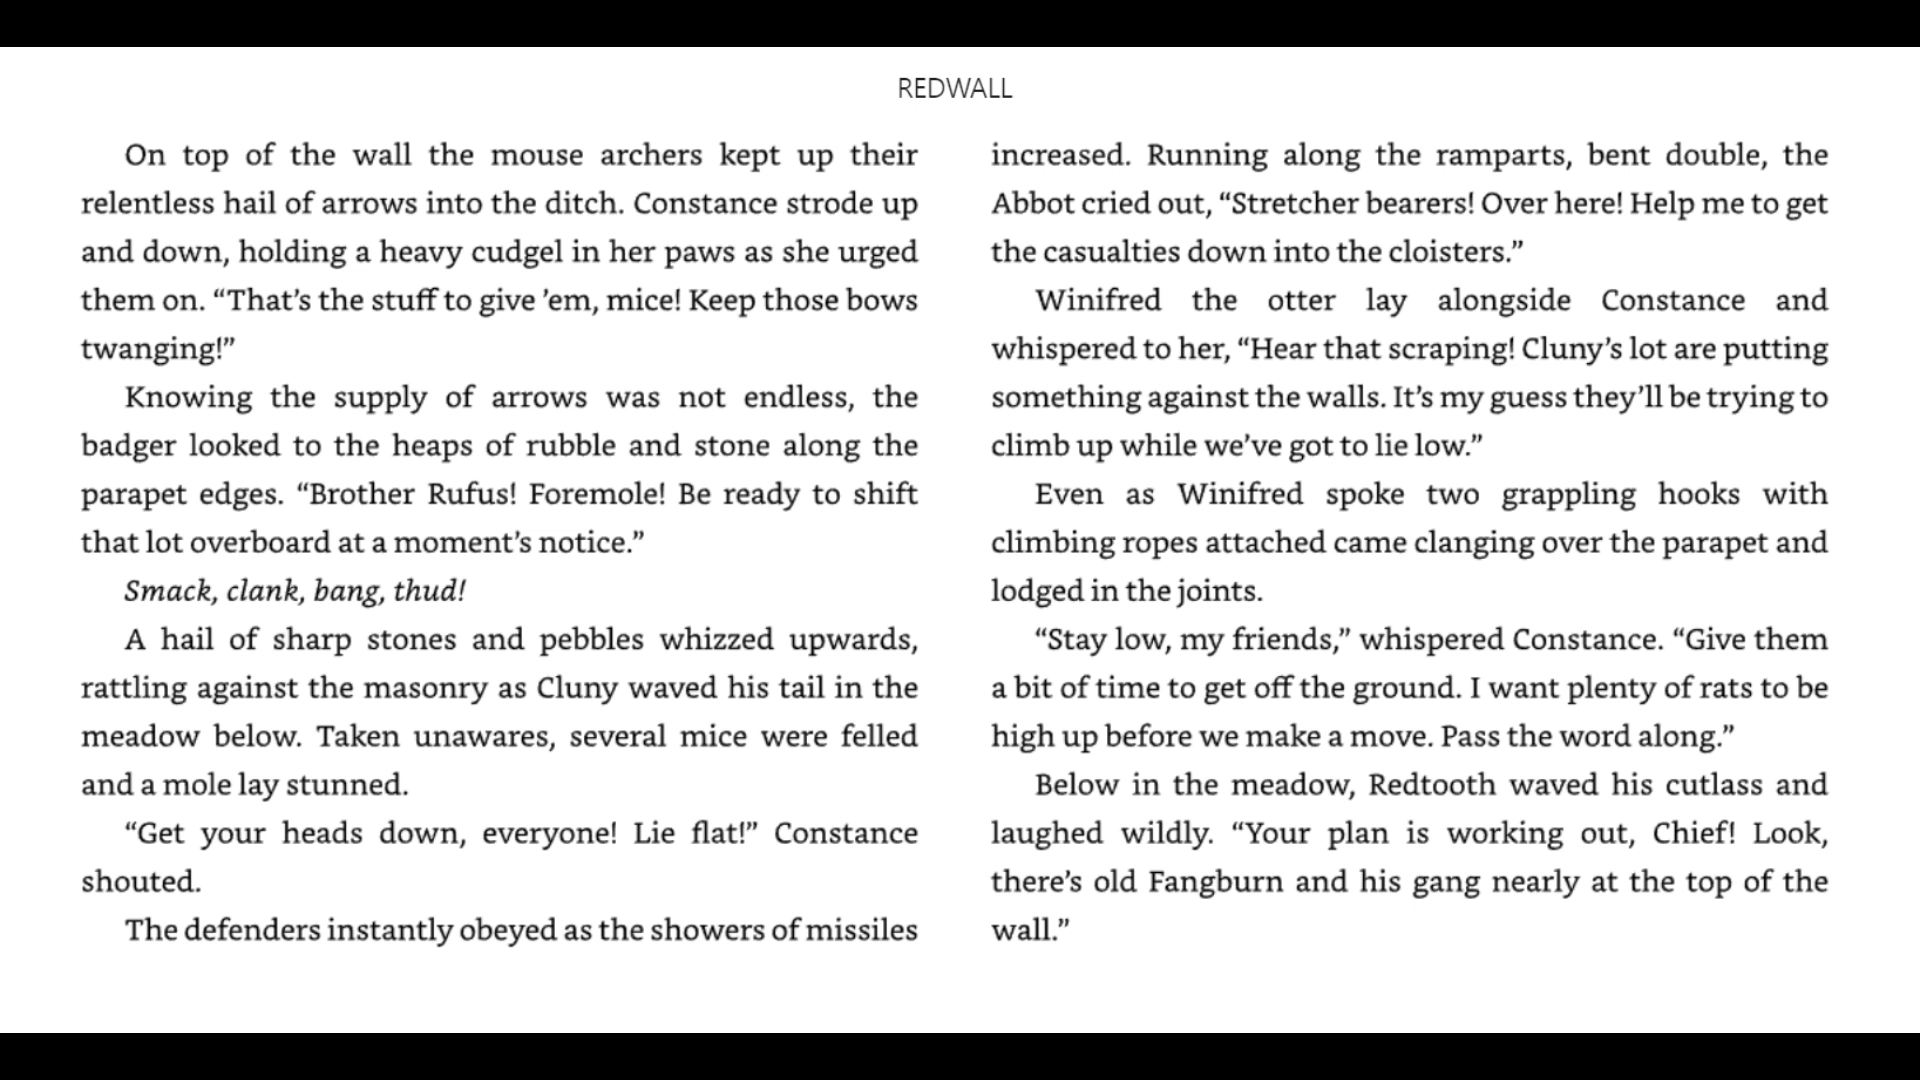 REDWALL
On top of the wall the mouse archers kept up their
relentless hail of arrows into the ditch. Constance strode up
and down, holding a heavy cudgel in her paws as she urged
them on. “That’s the stuff to give ’em, mice! Keep those bows
twanging!”
Knowing the supply of arrows was not endless, the
badger looked to the heaps of rubble and stone along the
parapet edges. “Brother Rufus! Foremole! Be ready to shift
that lot overboard at a moment’s notice.”
Smack, clank, bang, thud!
A hail of sharp stones and pebbles whizzed upwards,
rattling against the masonry as Cluny waved his tail in the
meadow below. Taken unawares, several mice were felled
and a mole lay stunned.
“Get your heads down, everyone! Lie flat!” Constance
shouted.
The defenders instantly obeyed as the showers of missiles
increased. Running along the ramparts, bent double, the
Abbot cried out, “Stretcher bearers! Over here! Help me to get
the casualties down into the cloisters.”
Winifred the otter lay alongside Constance and
whispered to her, “Hear that scraping! Cluny’s lot are putting
something against the walls. It’s my guess they’ll be trying to
climb up while we’ve got to lie low.”
Even as Winifred spoke two grappling hooks with
climbing ropes attached came clanging over the parapet and
lodged in the joints.
“Stay low, my friends,” whispered Constance. “Give them
a bit of time to get off the ground. I want plenty of rats to be
high up before we make a move. Pass the word along.”
Below in the meadow, Redtooth waved his cutlass and
laughed wildly. “Your plan is working out, Chief! Look,
there’s old Fangburn and his gang nearly at the top of the
wall.”